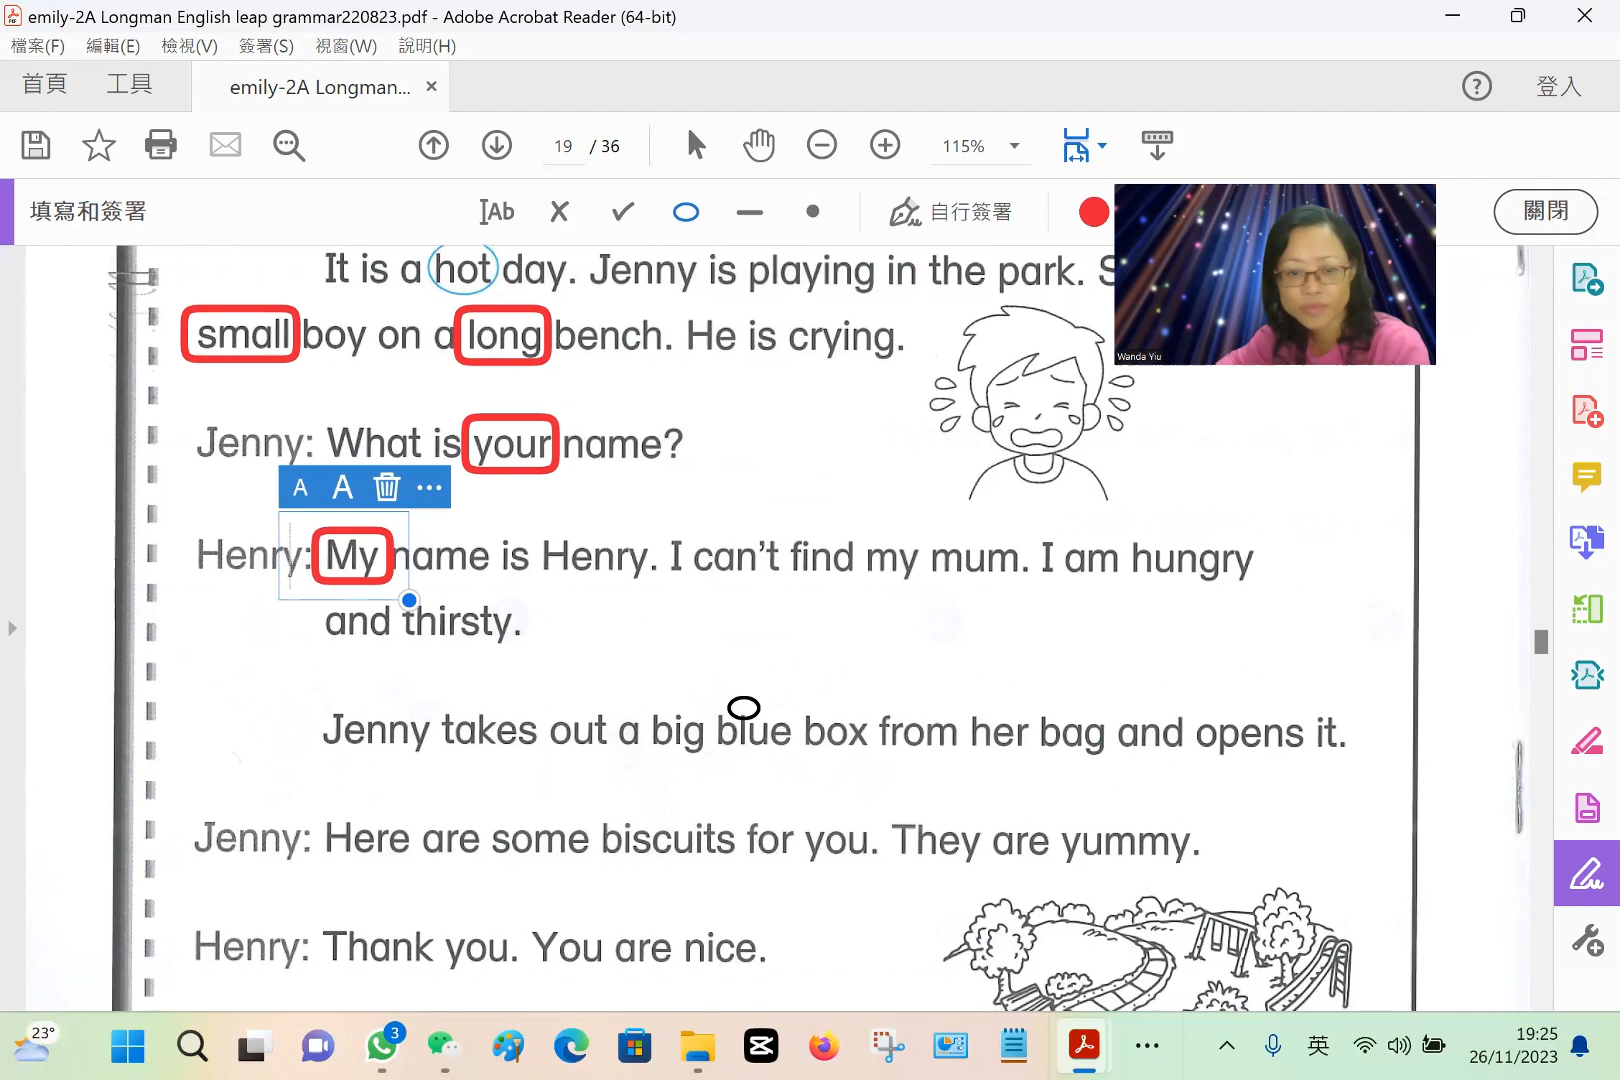 emily-2A Longman English leap grammar220823.pdf - Adobe Acrobat Reader (64-bit)
檔案(F) 編輯(E) 檢視(V) 簽署(S) 視窗(W) 說明(H)
首頁 工具 emily-2A Longman... × ? 登入
19 / 36 115%
填寫和簽署 IAb 自行簽署 關閉
It is a hot day. Jenny is playing in the park. S
small boy on a long bench. He is crying.
Wanda Yiu
Jenny: What is your name?
A A
Henry: My name is Henry. I can't find my mum. I am hungry
and thirsty.
Jenny takes out a big blue box from her bag and opens it.
Jenny: Here are some biscuits for you. They are yummy.
Henry: Thank you. You are nice.
23° 3 英 19:25
26/11/2023